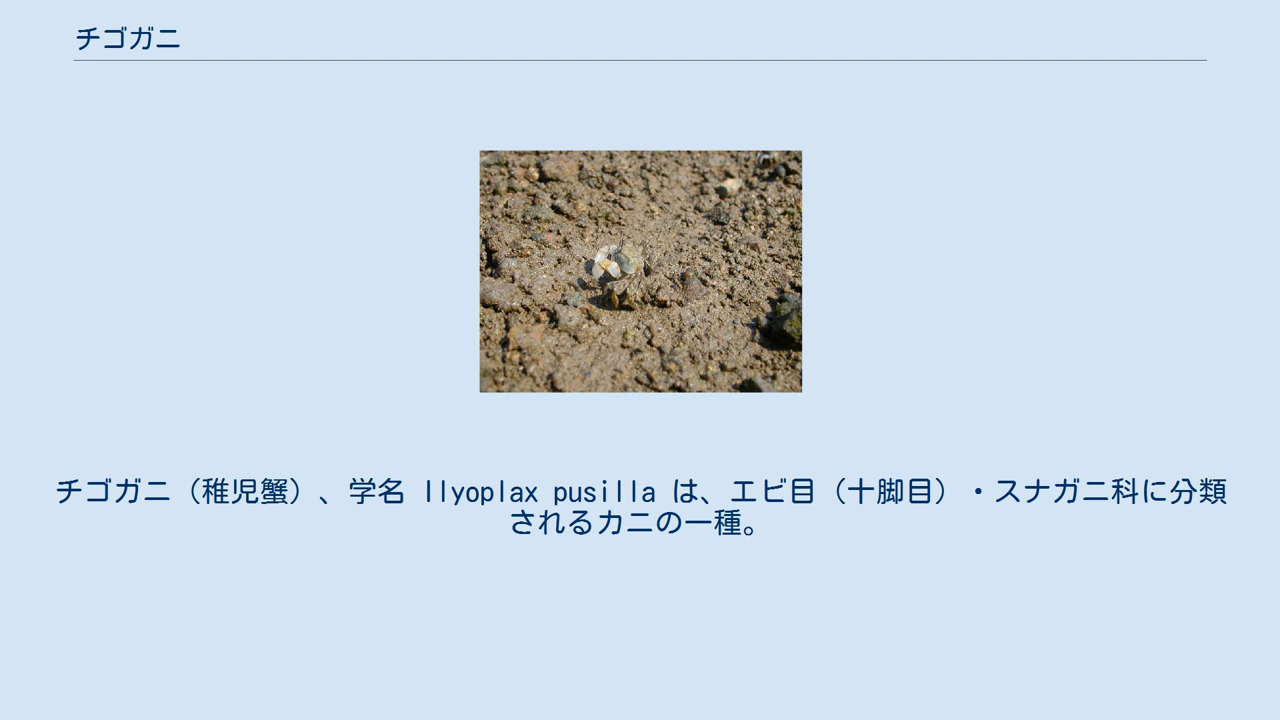 チゴガニ
チゴガニ（稚児蟹）、学名 llyoplax pusilla は、エビ目（十脚目）・スナガニ科に分類
されるカニの一種。